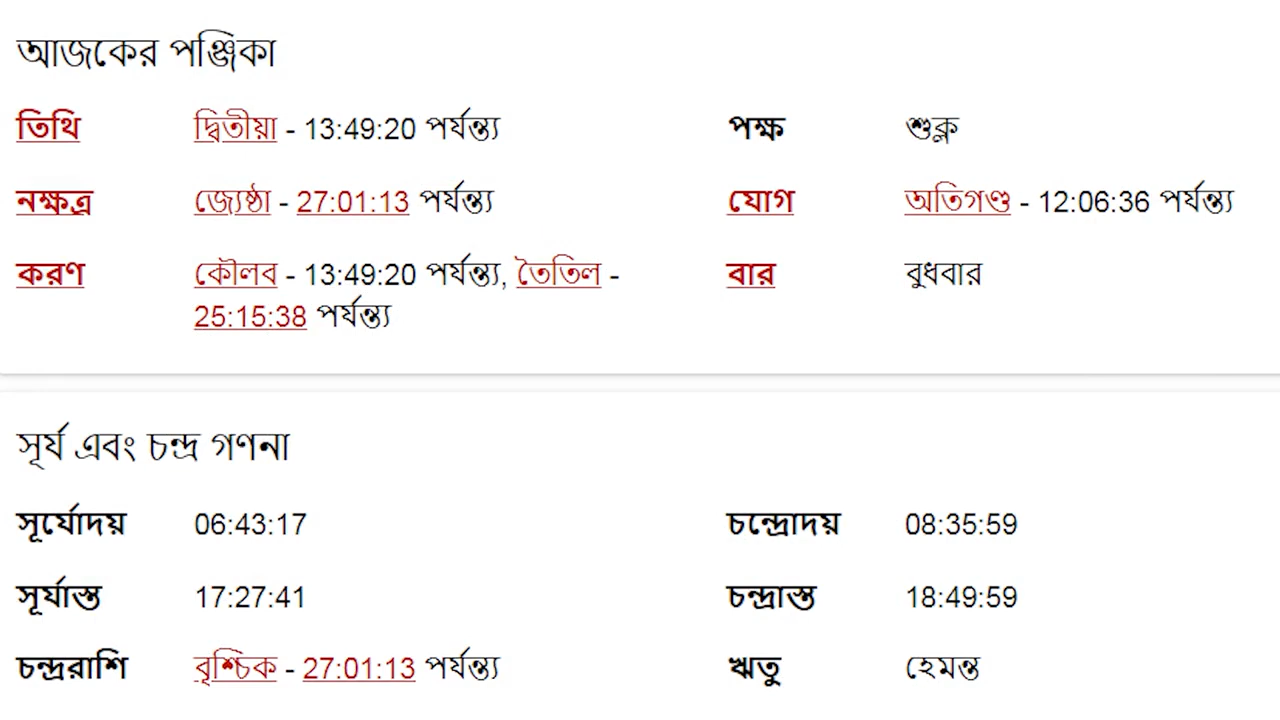 আজকের পঞ্জিকা
তিথি দ্বিতীয়া - 13:49:20 পর্যন্ত্য পক্ষ শুক্ল
নক্ষত্র জ্যেষ্ঠা - 27:01:13 পর্যন্ত্য যোগ অতিগণ্ড - 12:06:36 পর্যন্ত্য
করণ কৌলব - 13:49:20 পর্যন্ত্য, তৈতিল - বার বুধবার
25:15:38 পর্যন্ত্য
সূর্য এবং চন্দ্র গণনা
সূর্যোদয় 06:43:17 চন্দ্রোদয় 08:35:59
সূর্যাস্ত 17:27:41 চন্দ্রাস্ত 18:49:59
চন্দ্ররাশি বৃশ্চিক - 27:01:13 পর্যন্ত্য ঋতু হেমন্ত